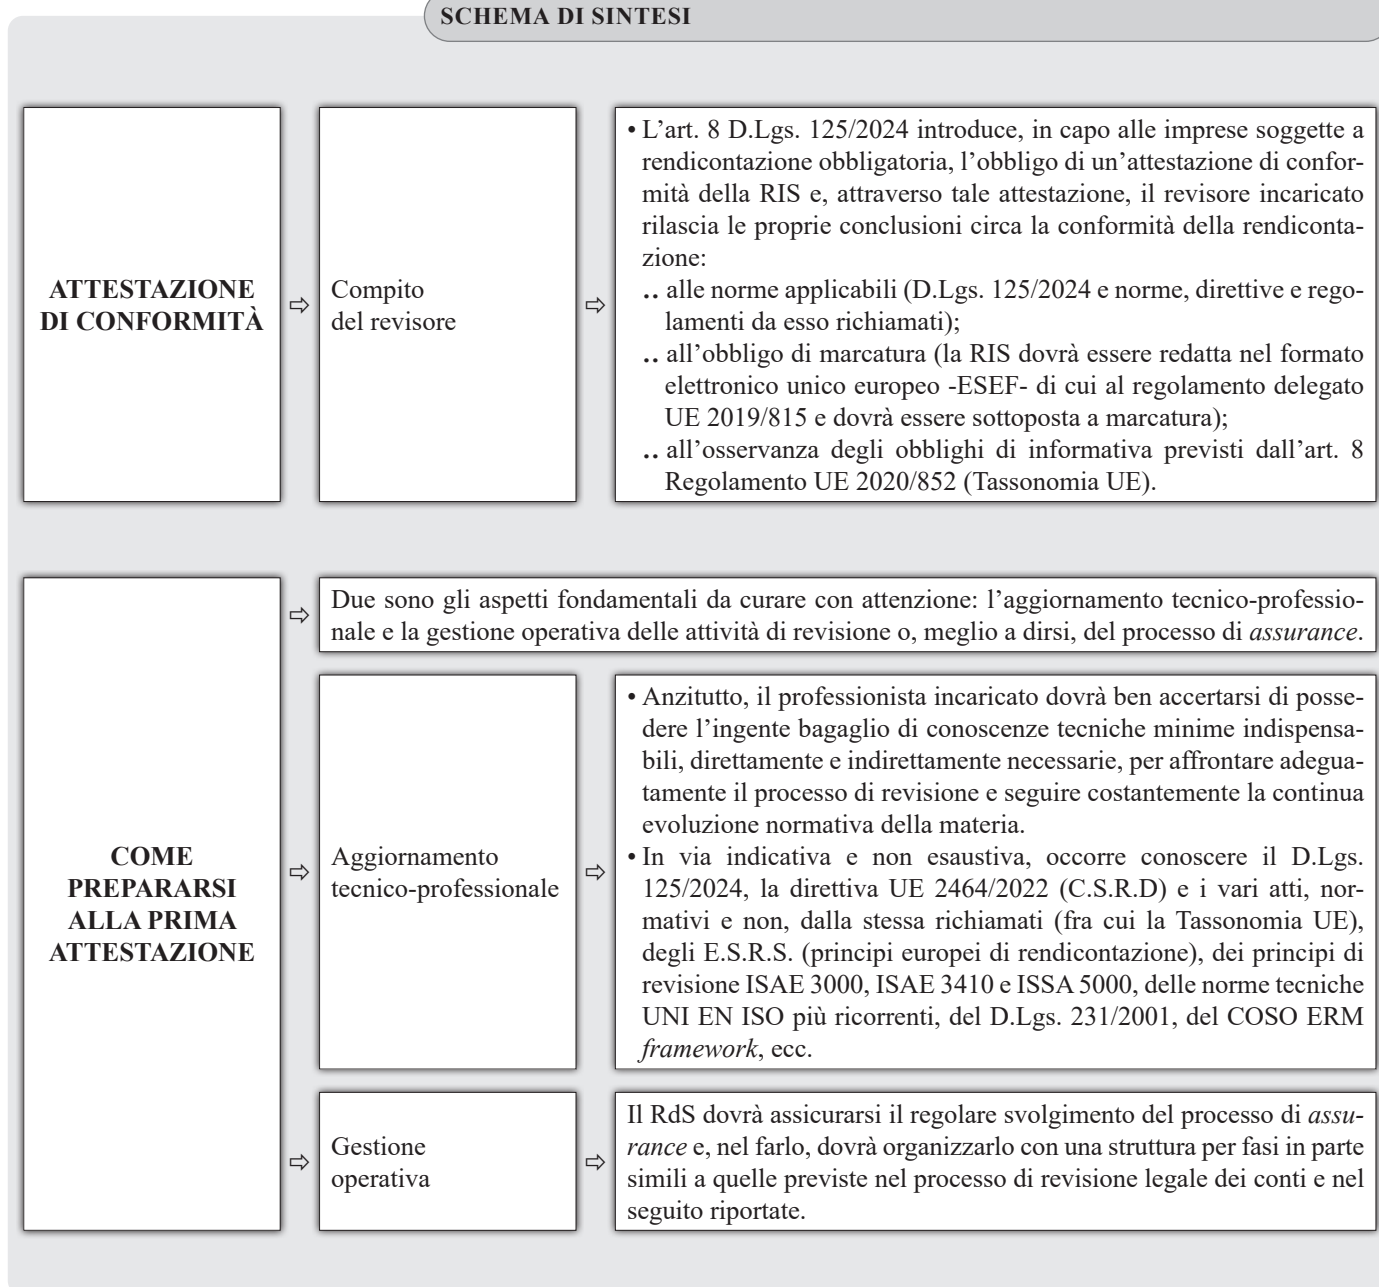 SCHEMA DI SINTESI
ATTESTAZIONE
DI CONFORMITÀ
⇨
Compito
del revisore
⇨
• L’art. 8 D.Lgs. 125/2024 introduce, in capo alle imprese soggette a
rendicontazione obbligatoria, l’obbligo di un’attestazione di confor-
mità della RIS e, attraverso tale attestazione, il revisore incaricato
rilascia le proprie conclusioni circa la conformità della rendiconta-
zione:
.. alle norme applicabili (D.Lgs. 125/2024 e norme, direttive e rego-
lamenti da esso richiamati);
.. all’obbligo di marcatura (la RIS dovrà essere redatta nel formato
elettronico unico europeo -ESEF- di cui al regolamento delegato
UE 2019/815 e dovrà essere sottoposta a marcatura);
.. all’osservanza degli obblighi di informativa previsti dall’art. 8
Regolamento UE 2020/852 (Tassonomia UE).
COME
PREPARARSI
ALLA PRIMA
ATTESTAZIONE
⇨
Due sono gli aspetti fondamentali da curare con attenzione: l’aggiornamento tecnico-professio-
nale e la gestione operativa delle attività di revisione o, meglio a dirsi, del processo di assurance.
⇨
Aggiornamento
tecnico-professionale
⇨
• Anzitutto, il professionista incaricato dovrà ben accertarsi di posse-
dere l’ingente bagaglio di conoscenze tecniche minime indispensa-
bili, direttamente e indirettamente necessarie, per affrontare adegua-
tamente il processo di revisione e seguire costantemente la continua
evoluzione normativa della materia.
• In via indicativa e non esaustiva, occorre conoscere il D.Lgs.
125/2024, la direttiva UE 2464/2022 (C.S.R.D) e i vari atti, nor-
mativi e non, dalla stessa richiamati (fra cui la Tassonomia UE),
degli E.S.R.S. (principi europei di rendicontazione), dei principi di
revisione ISAE 3000, ISAE 3410 e ISSA 5000, delle norme tecniche
UNI EN ISO più ricorrenti, del D.Lgs. 231/2001, del COSO ERM
framework, ecc.
⇨
Gestione
operativa
⇨
Il RdS dovrà assicurarsi il regolare svolgimento del processo di assu-
rance e, nel farlo, dovrà organizzarlo con una struttura per fasi in parte
simili a quelle previste nel processo di revisione legale dei conti e nel
seguito riportate.